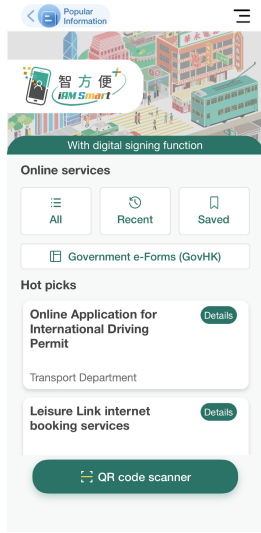 Popular
Information
智方便+
iAM Smart
With digital signing function
Online services
All
Recent
Saved
Government e-Forms (GovHK)
Hot picks
Online Application for
International Driving
Permit
Details
Transport Department
Leisure Link internet
booking services
Details
QR code scanner